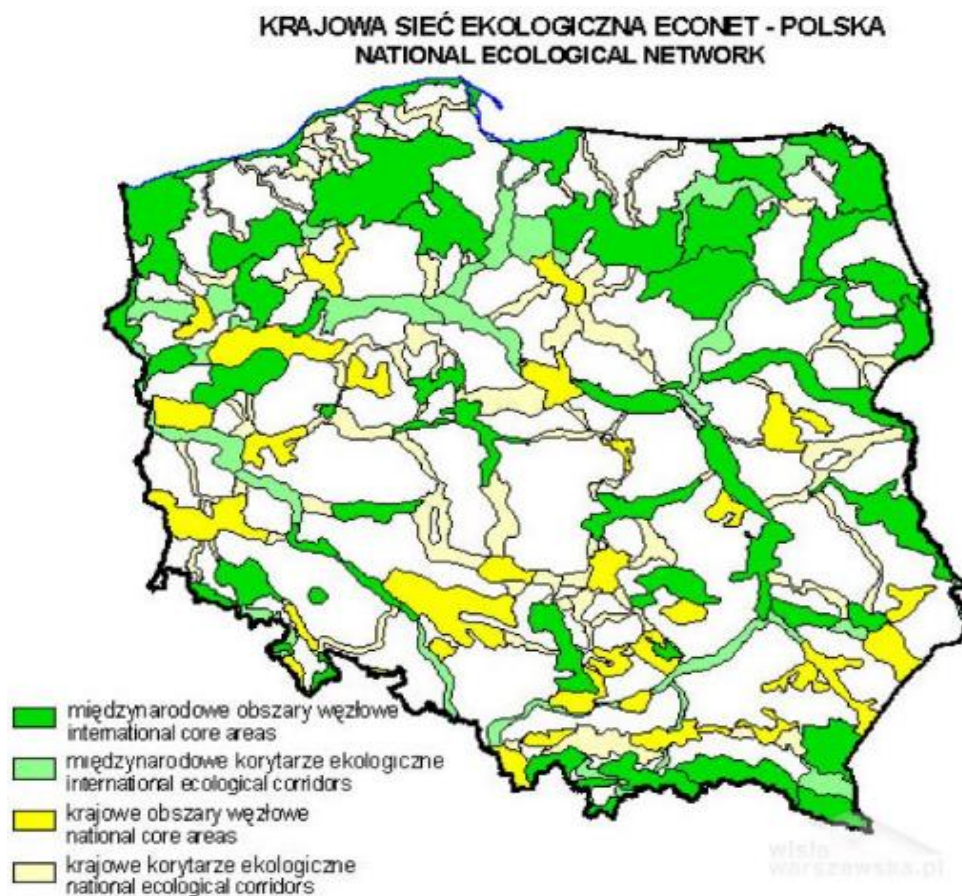 KRAJOWA SIEĆ EKOLOGICZNA ECONET - POLSKA
NATIONAL ECOLOGICAL NETWORK
międzynarodowe obszary węzłowe
international core areas
międzynarodowe korytarze ekologiczne
international ecological corridors
krajowe obszary węzłowe
national core areas
krajowe korytarze ekologiczne
national ecological corridors
wisla
warszawska.pl